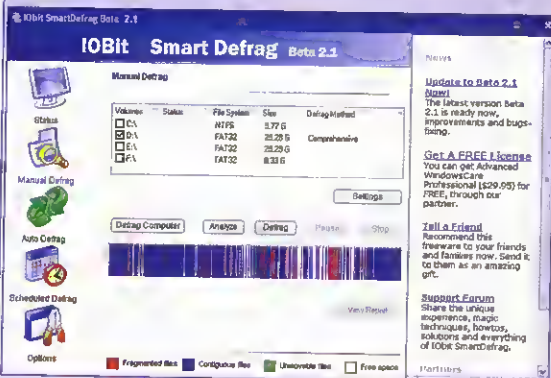 IObit SmartDefrag Beta 2.1
IOBit Smart Defrag Beta 2.1
Manual Defrag
Volumes Status File System Size Defrag Method
C:\ NTFS 9.77 G
D:\ FAT32 Comprehensive
E:\ FAT32
F:\ FAT32
Settings
Defrag Computer Analyze Defrag Pause Stop
View Report
Fragmented files Contiguous files Unmovable files Free space
Status
Manual Defrag
Auto Defrag
Scheduled Defrag
Options
News
Update to Beta 2.1
Now!
The latest version Beta
2.1 is ready now,
improvements and bugs-
fixing.
Get A FREE License
You can get Advanced
WindowsCare
Professional ($29.95) for
FREE, through our
partner.
Tell a Friend
Recommend this
freeware to your friends
and families now. Send it
to them as an amazing
gift.
Support Forum
Share the unique
experience, magic
techniques, howtos,
solutions and everything
of IObit SmartDefrag.
Partners